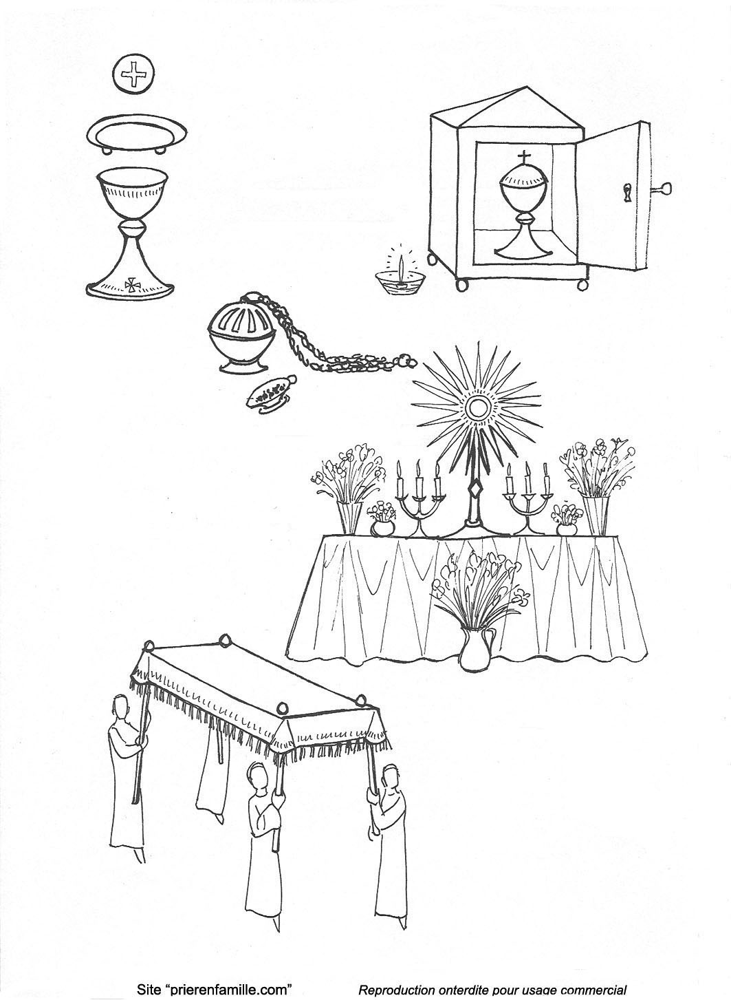 Site “prierenfamille.com”
Reproduction onterdite pour usage commercial